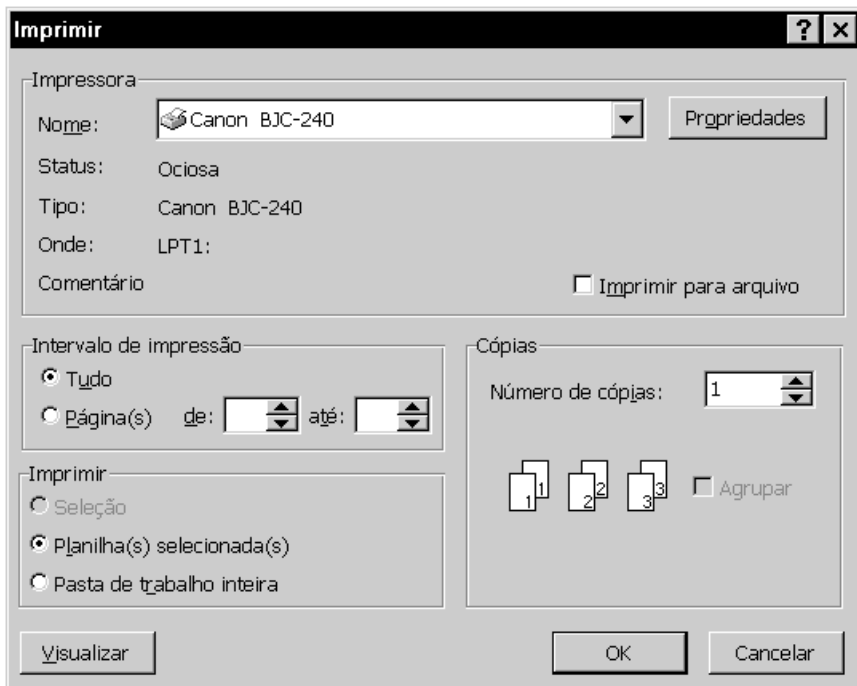 Imprimir
Impressora
Nome: Canon BJC-240 Propriedades
Status: Ociosa
Tipo: Canon BJC-240
Onde: LPT1:
Comentário Imprimir para arquivo
Intervalo de impressão
Tudo
Página(s) de: até:
Cópias
Número de cópias: 1
1 1 2 2 3 3 Agrupar
Imprimir
Seleção
Planilha(s) selecionada(s)
Pasta de trabalho inteira
Visualizar OK Cancelar